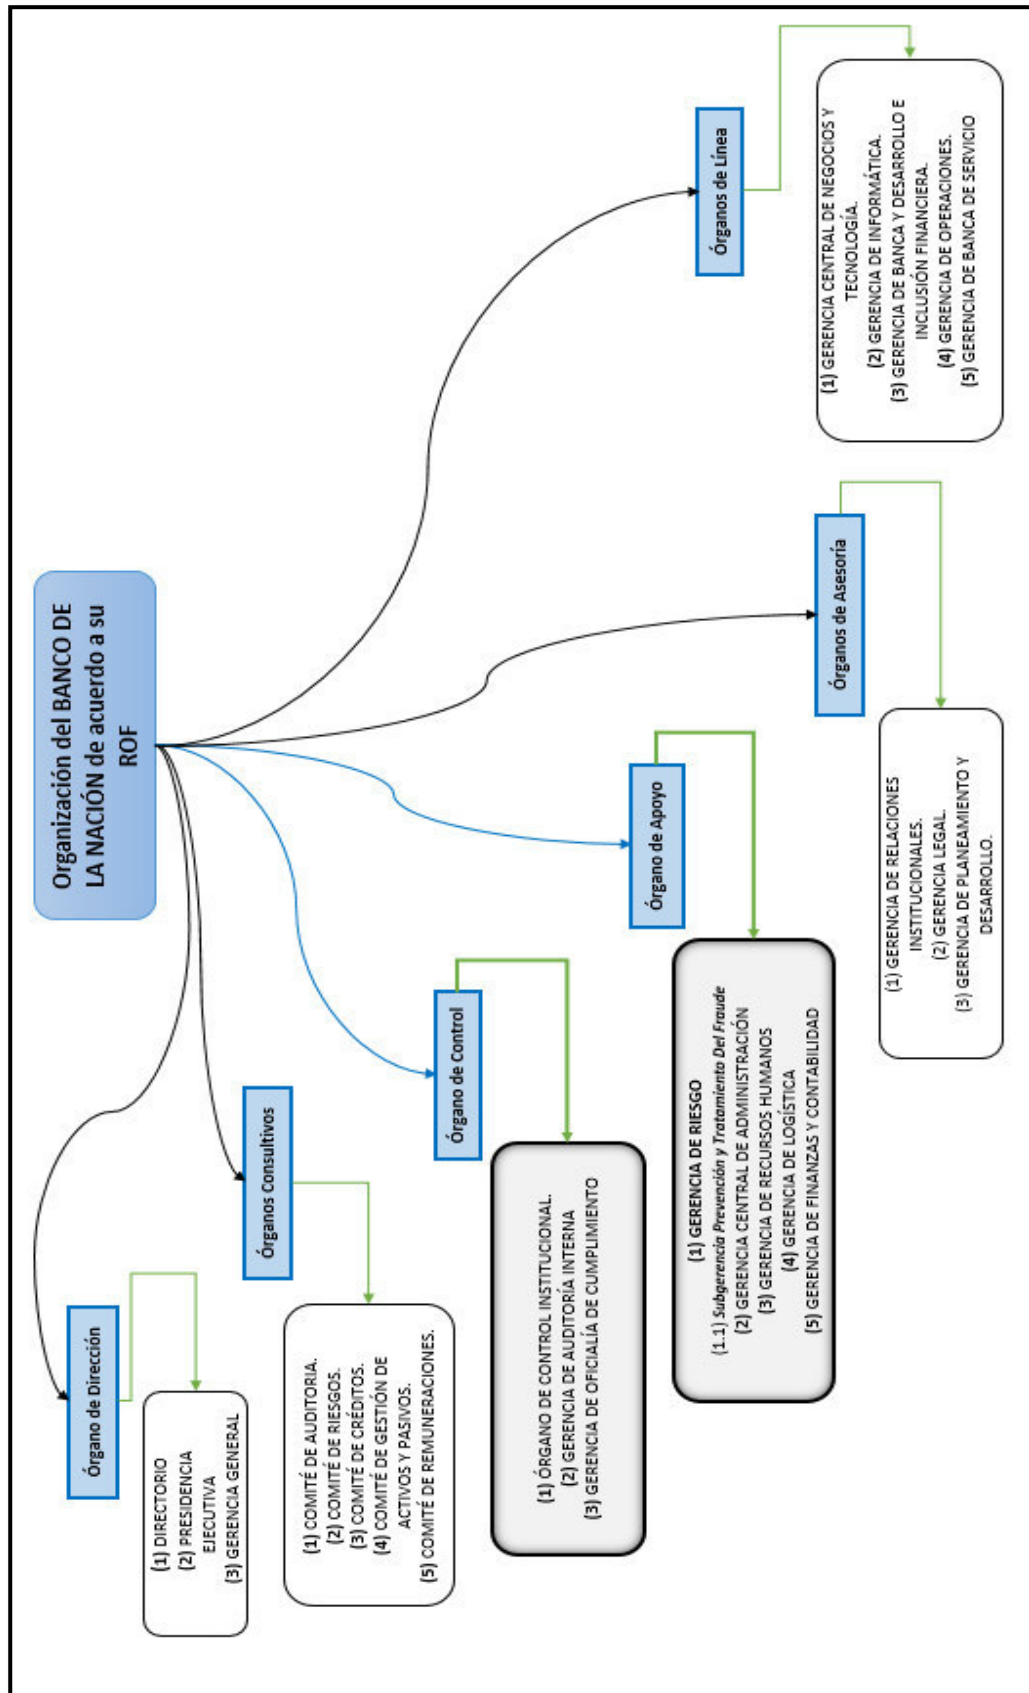 Organización del BANCO DE
LA NACIÓN de acuerdo a su
ROF
Órgano de Dirección
(1) DIRECTORIO
(2) PRESIDENCIA
EJECUTIVA
(3) GERENCIA GENERAL
Órganos Consultivos
(1) COMITÉ DE AUDITORIA.
(2) COMITÉ DE RIESGOS.
(3) COMITÉ DE CRÉDITOS.
(4) COMITÉ DE GESTIÓN DE
ACTIVOS Y PASIVOS.
(5) COMITÉ DE REMUNERACIONES.
Órgano de Control
(1) ÓRGANO DE CONTROL INSTITUCIONAL.
(2) GERENCIA DE AUDITORÍA INTERNA
(3) GERENCIA DE OFICIALÍA DE CUMPLIMIENTO
Órgano de Apoyo
(1) GERENCIA DE RIESGO
(1.1) Subgerencia Prevención y Tratamiento Del Fraude
(2) GERENCIA CENTRAL DE ADMINISTRACIÓN
(3) GERENCIA DE RECURSOS HUMANOS
(4) GERENCIA DE LOGÍSTICA
(5) GERENCIA DE FINANZAS Y CONTABILIDAD
Órganos de Asesoría
(1) GERENCIA DE RELACIONES
INSTITUCIONALES.
(2) GERENCIA LEGAL.
(3) GERENCIA DE PLANEAMIENTO Y
DESARROLLO.
Órganos de Línea
(1) GERENCIA CENTRAL DE NEGOCIOS Y
TECNOLOGÍA.
(2) GERENCIA DE INFORMÁTICA.
(3) GERENCIA DE BANCA Y DESARROLLO E
INCLUSIÓN FINANCIERA.
(4) GERENCIA DE OPERACIONES.
(5) GERENCIA DE BANCA DE SERVICIO